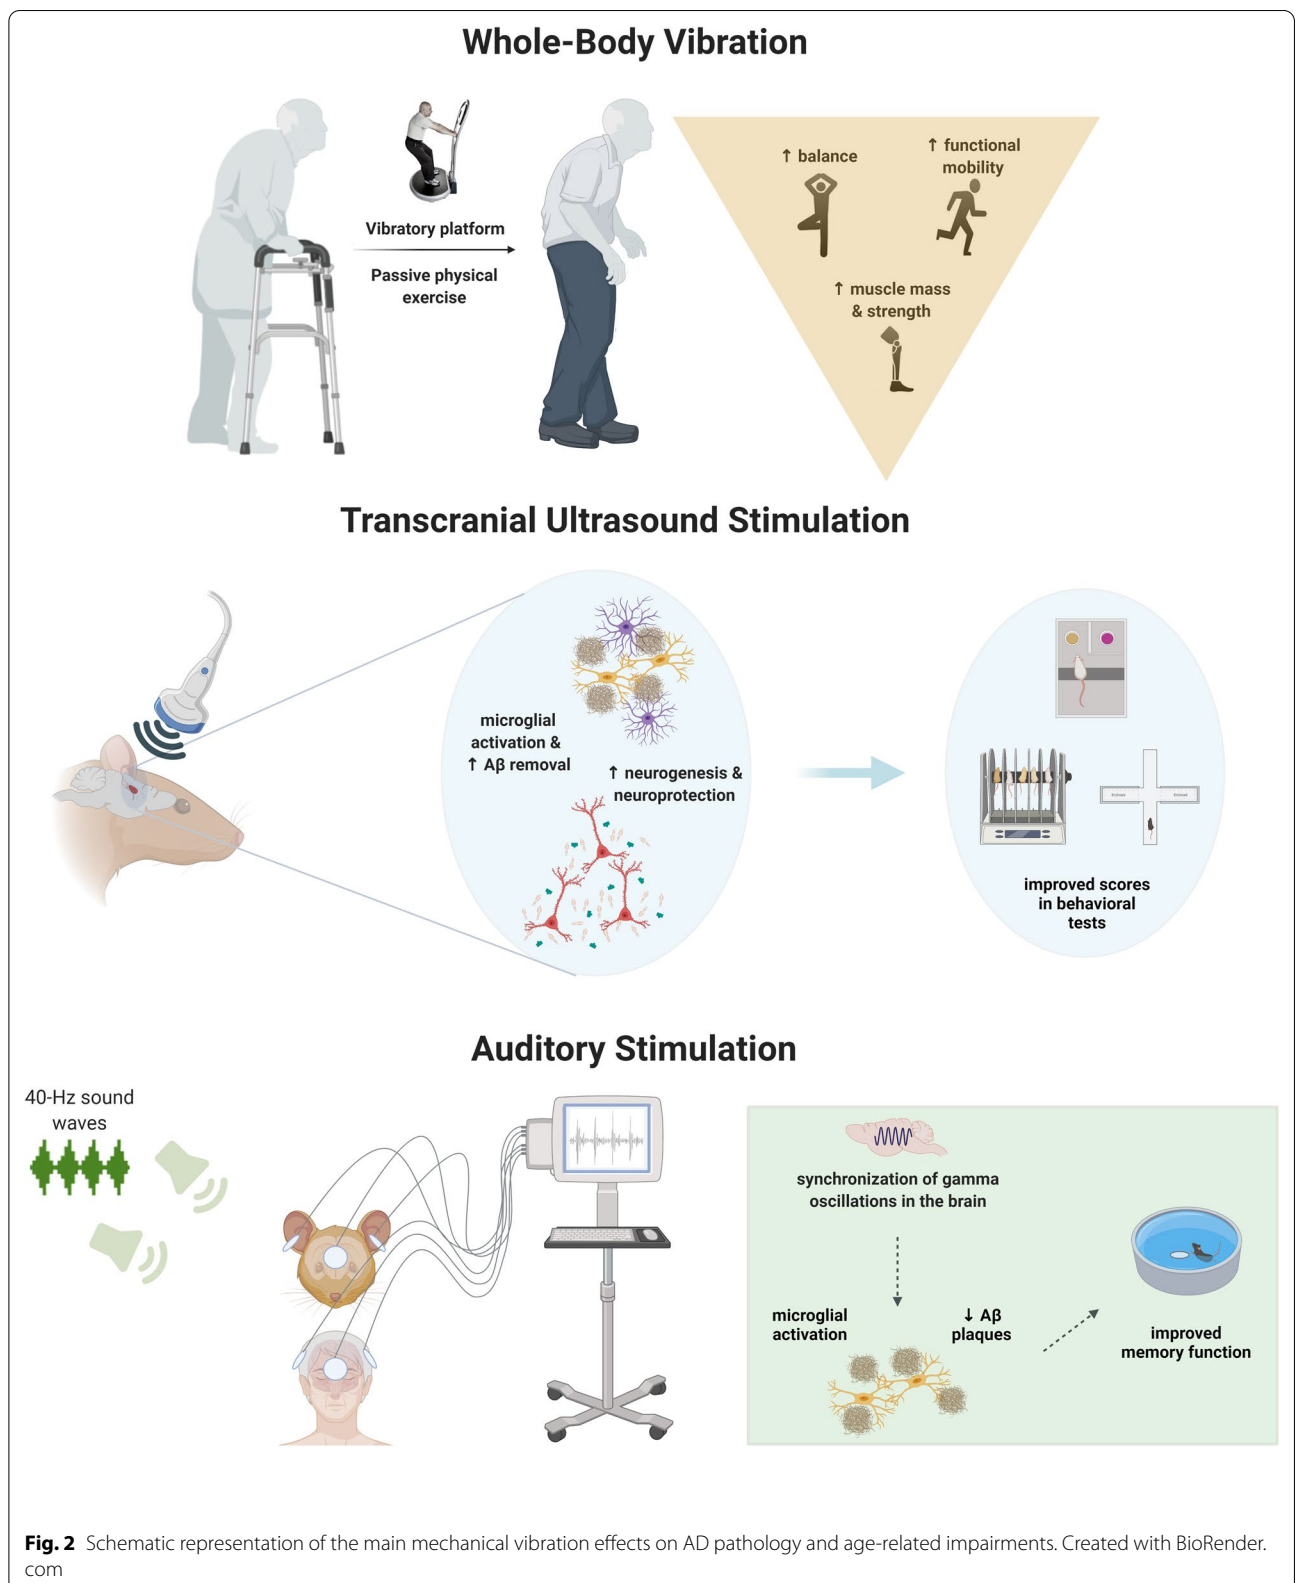 Whole-Body Vibration
↑ balance
↑ functional
mobility
Vibratory platform
Passive physical
exercise
↑ muscle mass
& strength
Transcranial Ultrasound Stimulation
microglial
activation &
↑ Aβ removal
↑ neurogenesis &
neuroprotection
improved scores
in behavioral
tests
Auditory Stimulation
40-Hz sound
waves
synchronization of gamma
oscillations in the brain
microglial
activation
↓ Aβ
plaques
improved
memory function
Fig. 2 Schematic representation of the main mechanical vibration effects on AD pathology and age-related impairments. Created with BioRender.
com